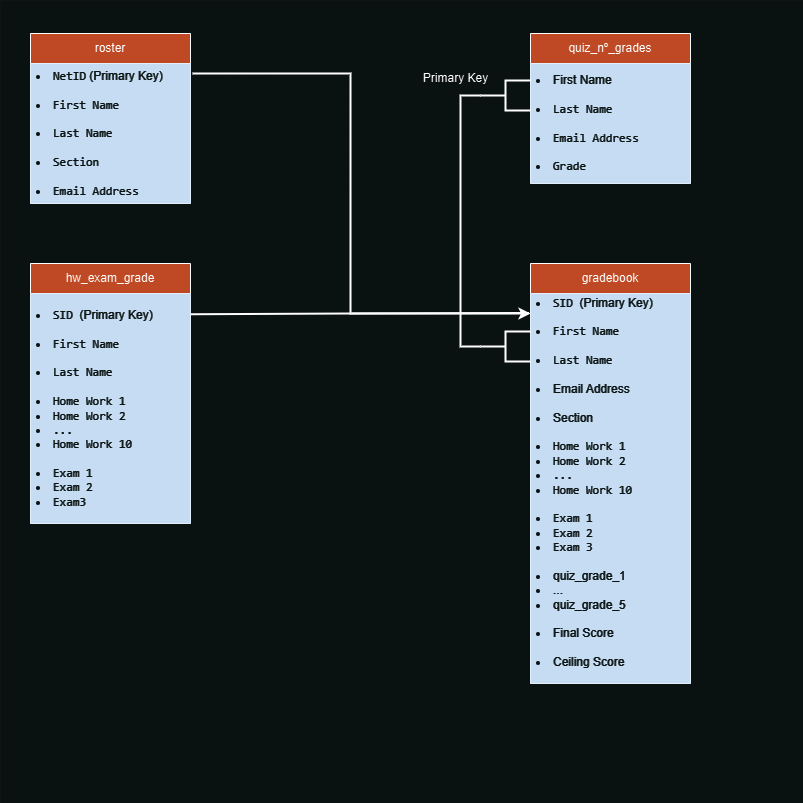 roster
NetID (Primary Key)
First Name
Last Name
Section
Email Address
Primary Key
quiz_nº_grades
First Name
Last Name
Email Address
Grade
hw_exam_grade
SID (Primary Key)
First Name
Last Name
Home Work 1
Home Work 2
...
Home Work 10
Exam 1
Exam 2
Exam3
gradebook
SID (Primary Key)
First Name
Last Name
Email Address
Section
Home Work 1
Home Work 2
...
Home Work 10
Exam 1
Exam 2
Exam 3
quiz_grade_1
...
quiz_grade_5
Final Score
Ceiling Score